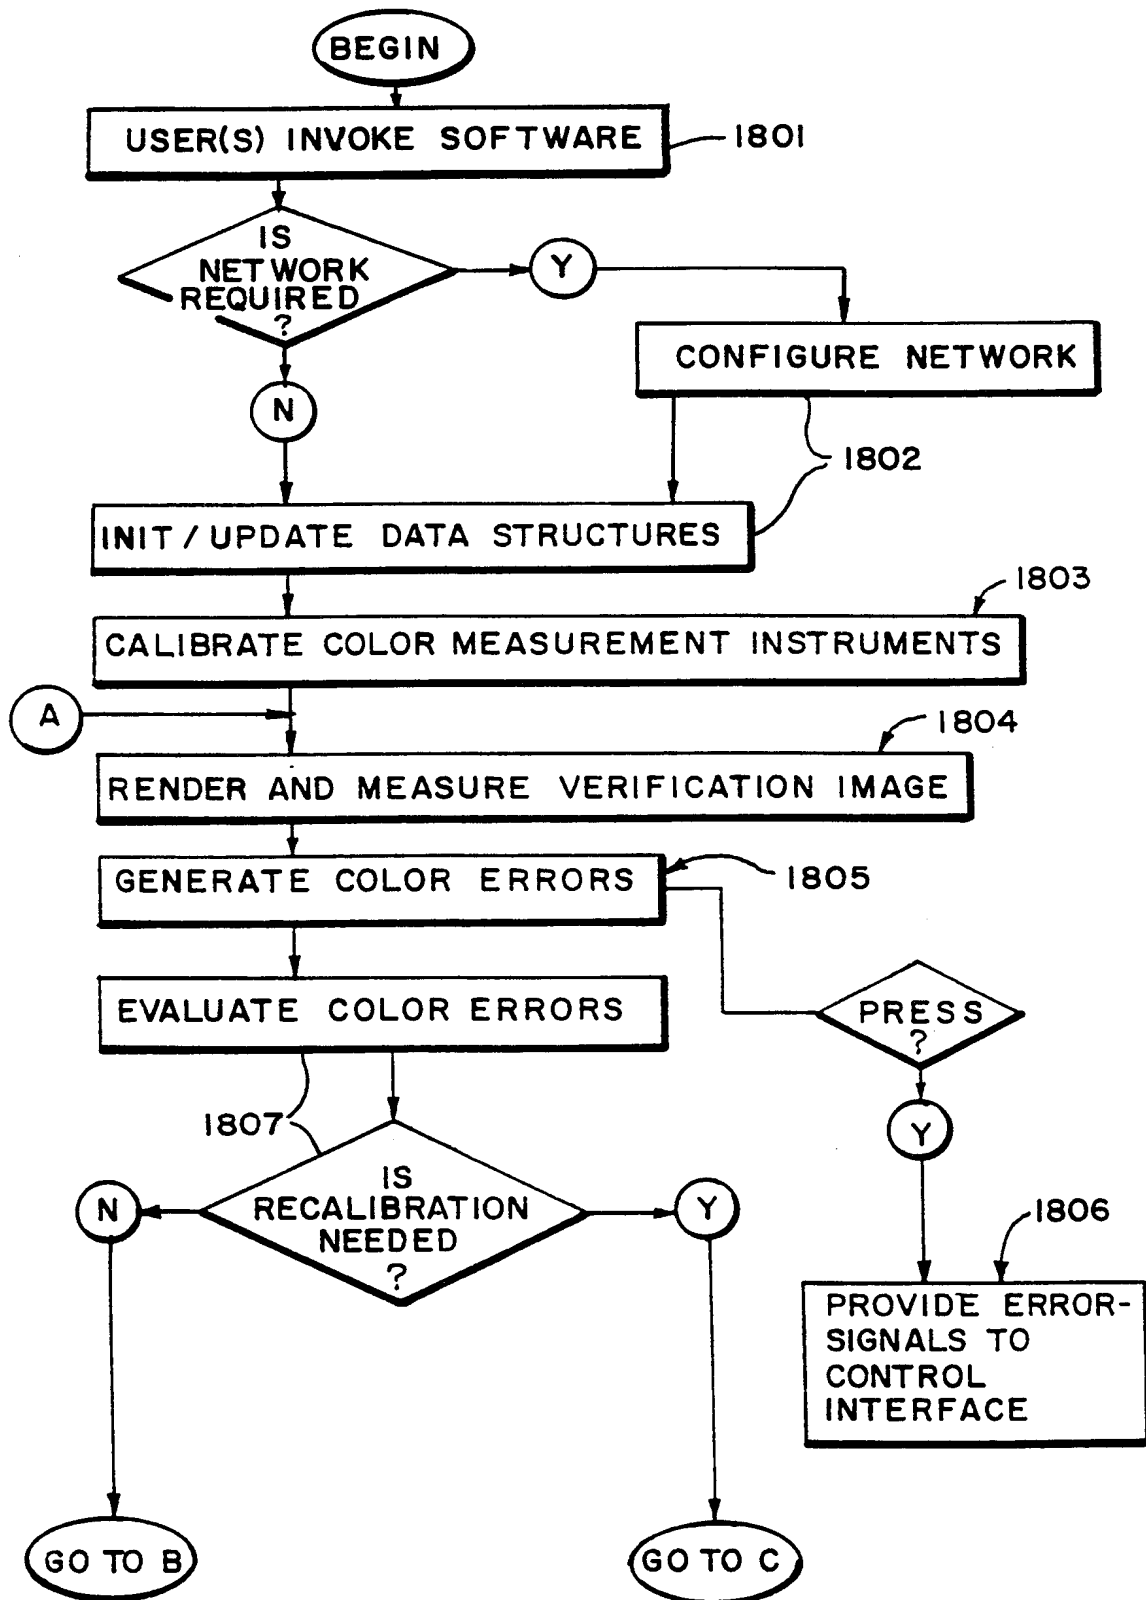 BEGIN
USER(S) INVOKE SOFTWARE
1801
IS
NETWORK
REQUIRED
?
Y
CONFIGURE NETWORK
N
1802
INIT / UPDATE DATA STRUCTURES
1803
CALIBRATE COLOR MEASUREMENT INSTRUMENTS
A
1804
RENDER AND MEASURE VERIFICATION IMAGE
GENERATE COLOR ERRORS
1805
EVALUATE COLOR ERRORS
PRESS
?
1807
Y
IS
RECALIBRATION
NEEDED
?
N
Y
1806
PROVIDE ERROR-
SIGNALS TO
CONTROL
INTERFACE
GO TO B
GO TO C